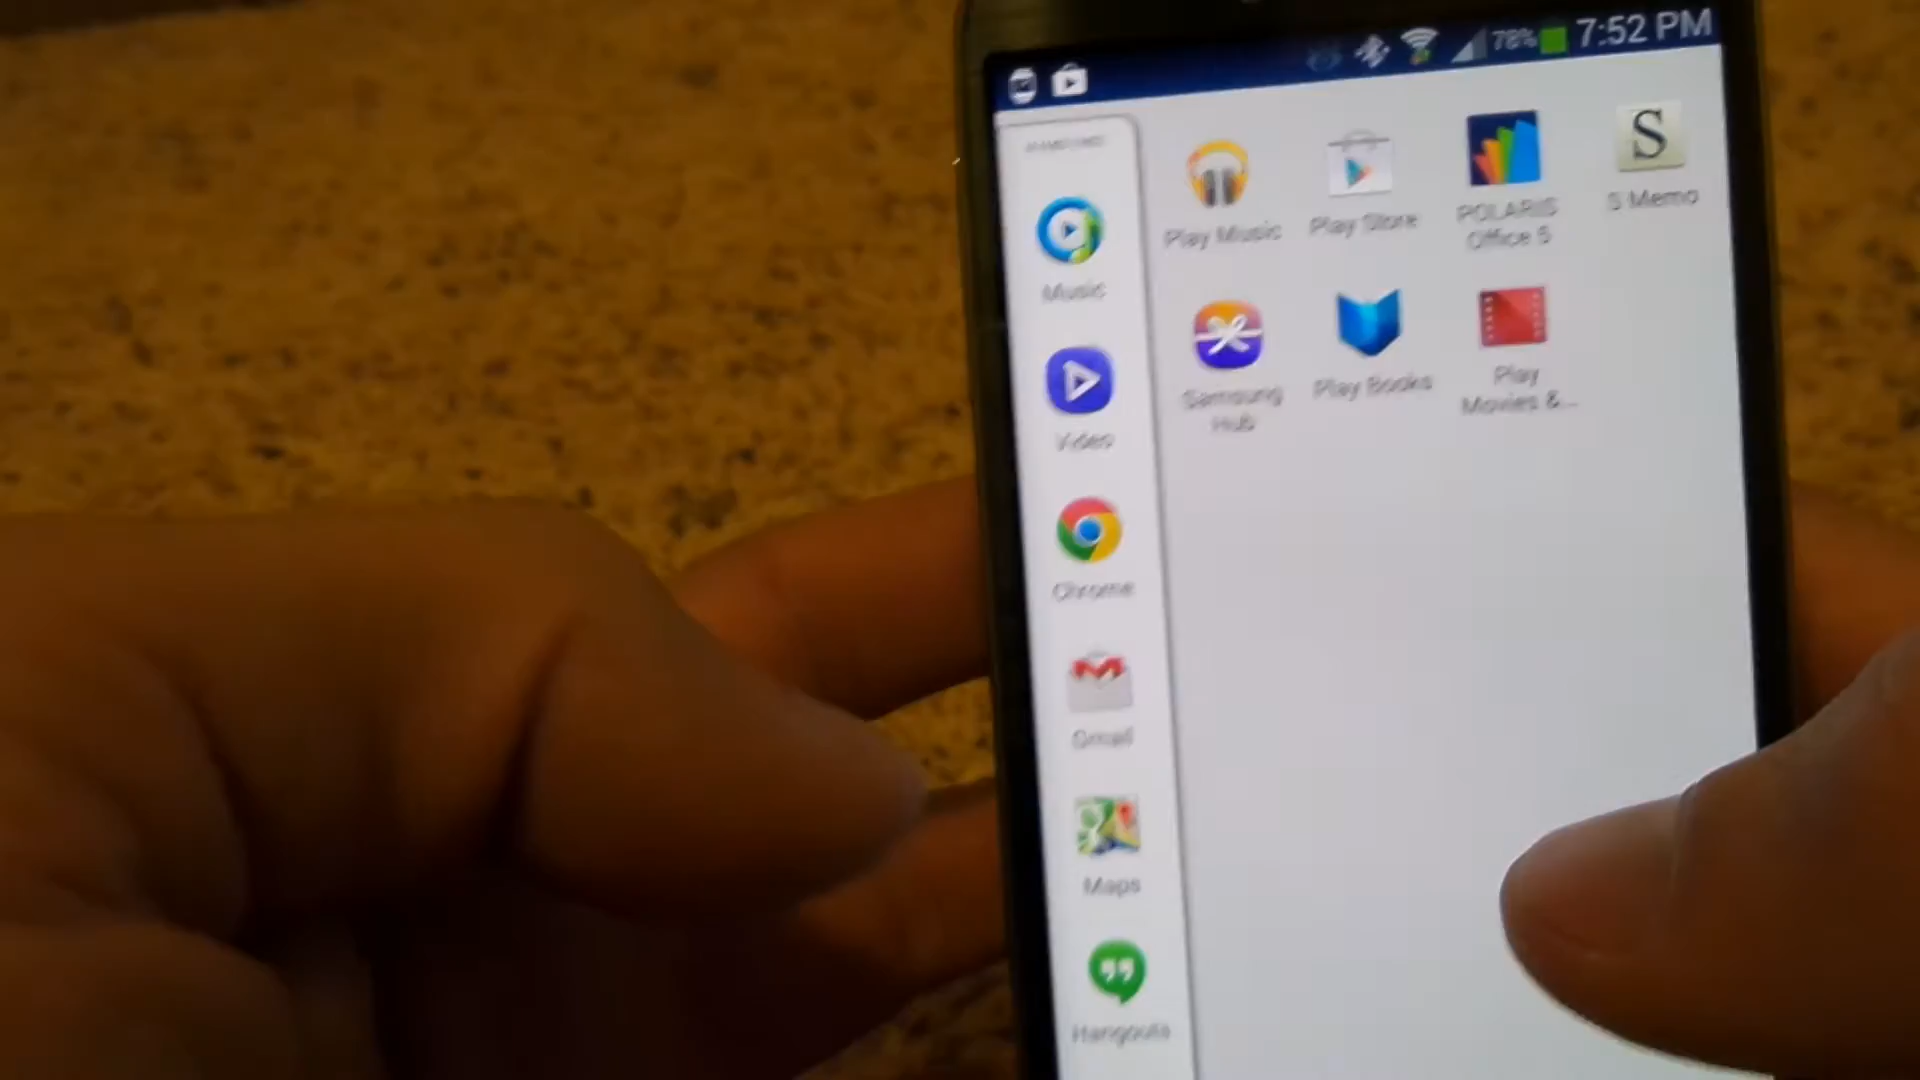 78% 7:52 PM
Play Music
Play Store
POLARIS
Office 5
S Memo
Samsung
Hub
Play Books
Play
Movies &...
Music
Video
Chrome
Gmail
Maps
Hangouts
S